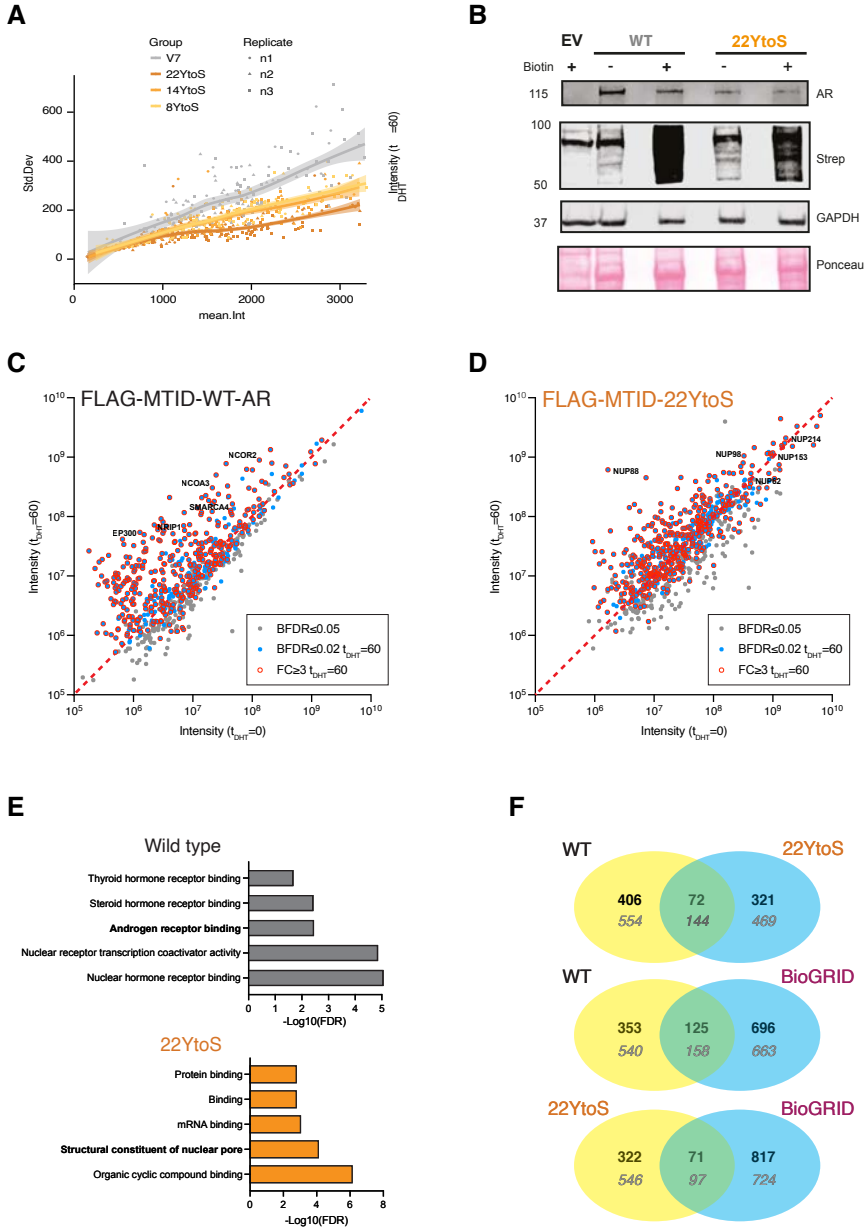 A
Group
Replicate
V7
22YtoS
14YtoS
8YtoS
n1
n2
n3
600
400
200
0
Std.Dev
0
1000
2000
3000
mean.Int
Intensity (t
DHT
=60)
B
EV
WT
22YtoS
Biotin
+
-
+
-
+
115
AR
100
50
Strep
37
GAPDH
Ponceau
C
FLAG-MTID-WT-AR
10^10
10^9
10^8
10^7
10^6
10^5
Intensity (t_DHT=60)
NCOR2
NCOA3
SMARCA4
NRIP1
EP300
BFDR≤0.05
BFDR≤0.02 t_DHT=60
FC≥3 t_DHT=60
10^5
10^6
10^7
10^8
10^9
10^10
Intensity (t_DHT=0)
D
FLAG-MTID-22YtoS
10^10
10^9
10^8
10^7
10^6
10^5
Intensity (t_DHT=60)
NUP214
NUP98
NUP153
NUP88
NUP62
BFDR≤0.05
BFDR≤0.02 t_DHT=60
FC≥3 t_DHT=60
10^5
10^6
10^7
10^8
10^9
10^10
Intensity (t_DHT=0)
E
Wild type
Thyroid hormone receptor binding
Steroid hormone receptor binding
Androgen receptor binding
Nuclear receptor transcription coactivator activity
Nuclear hormone receptor binding
0 1 2 3 4 5
-Log10(FDR)
22YtoS
Protein binding
Binding
mRNA binding
Structural constituent of nuclear pore
Organic cyclic compound binding
0 2 4 6 8
-Log10(FDR)
F
WT
22YtoS
406
72
321
554
144
469
WT
BioGRID
353
125
696
540
158
663
22YtoS
BioGRID
322
71
817
546
97
724